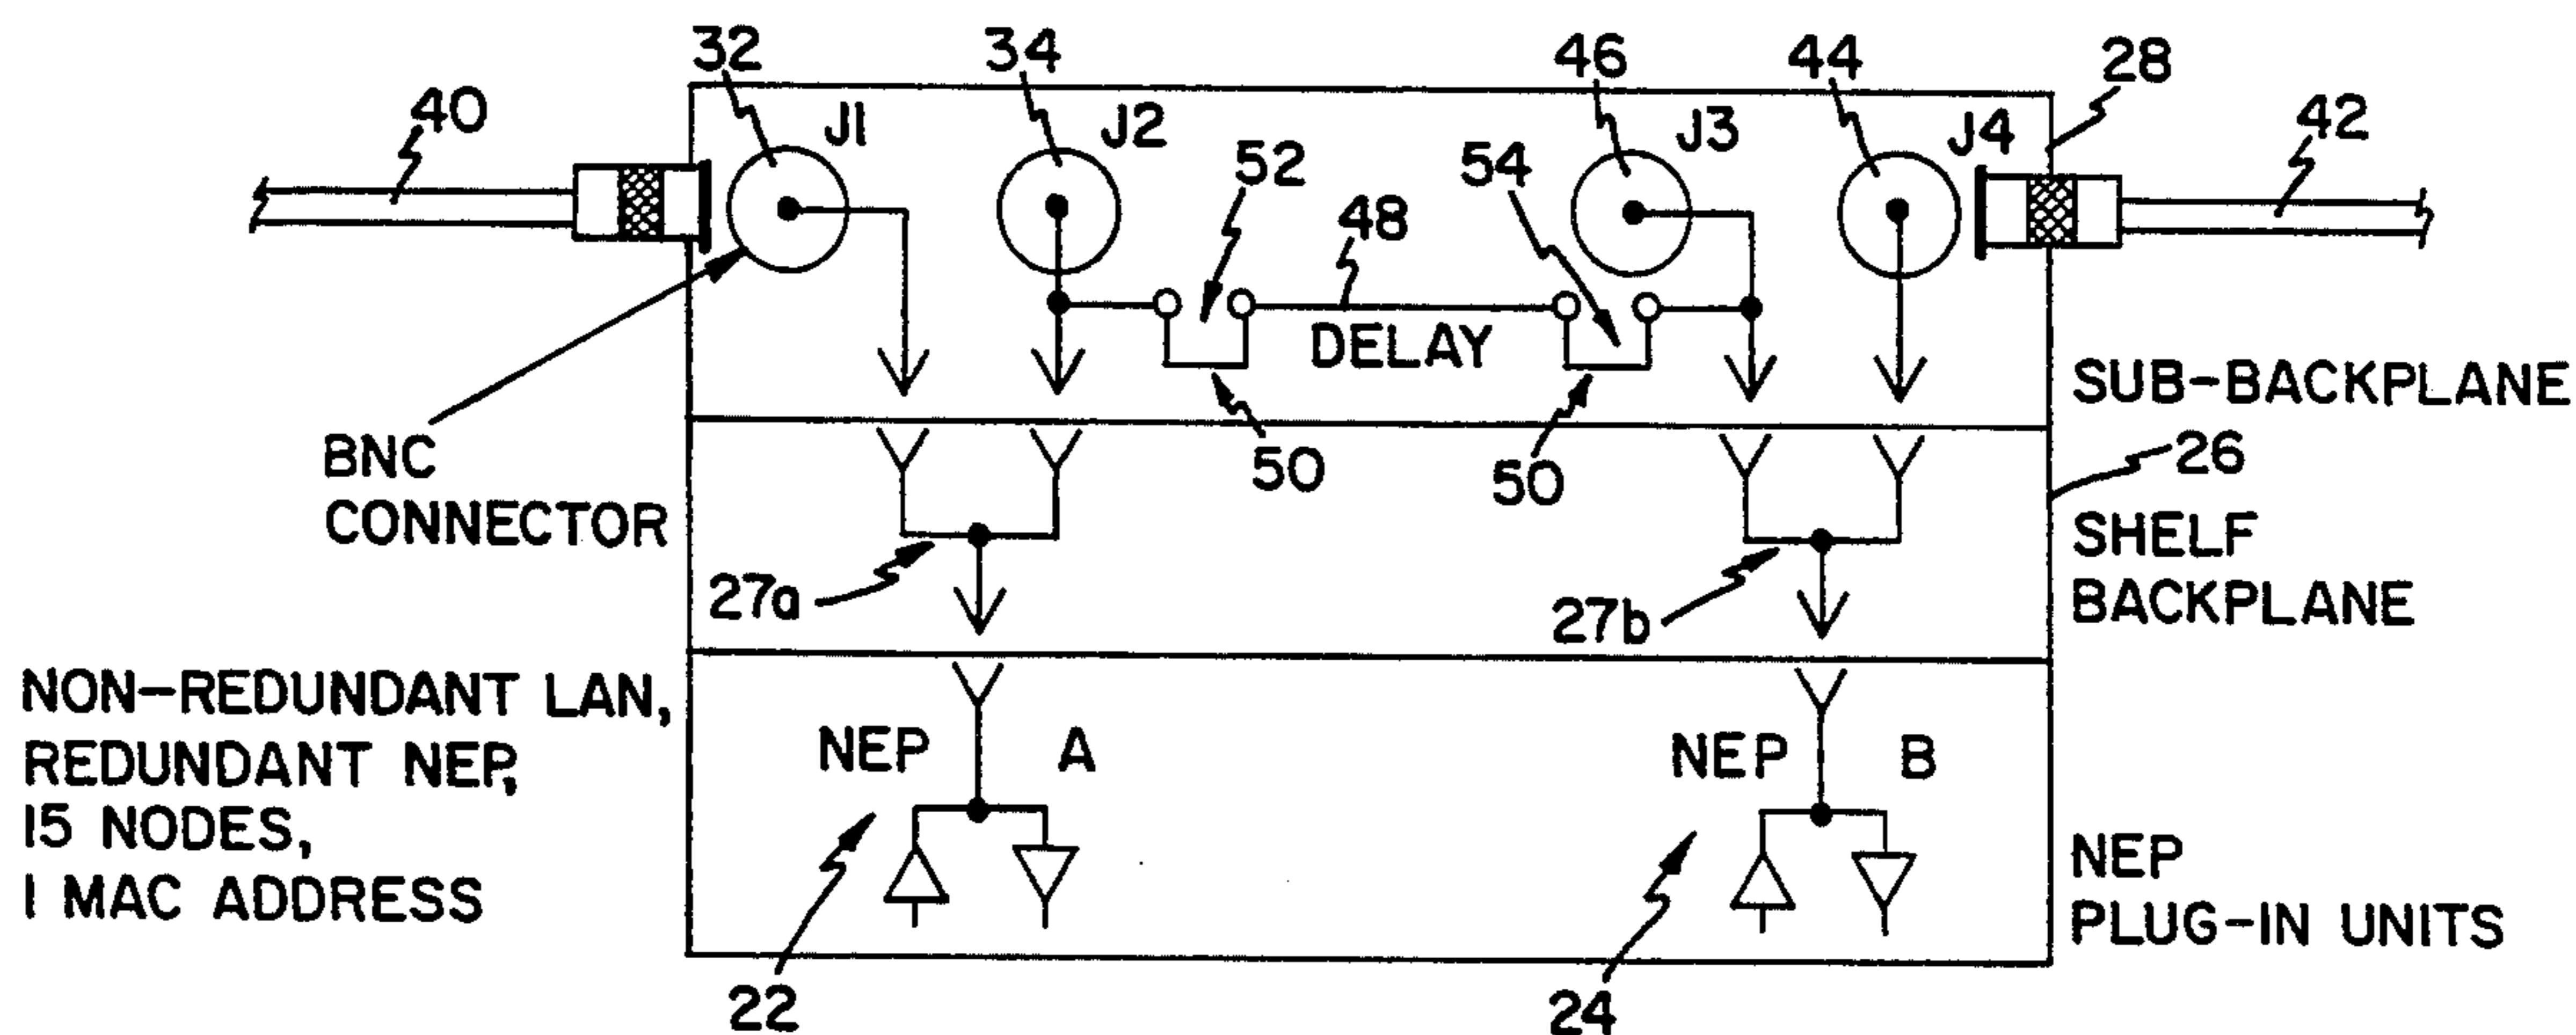 32
34
46
44
28
40
J1
J2
J3
J4
42
52
54
48
DELAY
SUB-BACKPLANE
BNC
CONNECTOR
50
50
26
SHELF
BACKPLANE
27a
27b
NON-REDUNDANT LAN,
REDUNDANT NEP,
15 NODES,
1 MAC ADDRESS
NEP A
NEP B
NEP
PLUG-IN UNITS
22
24